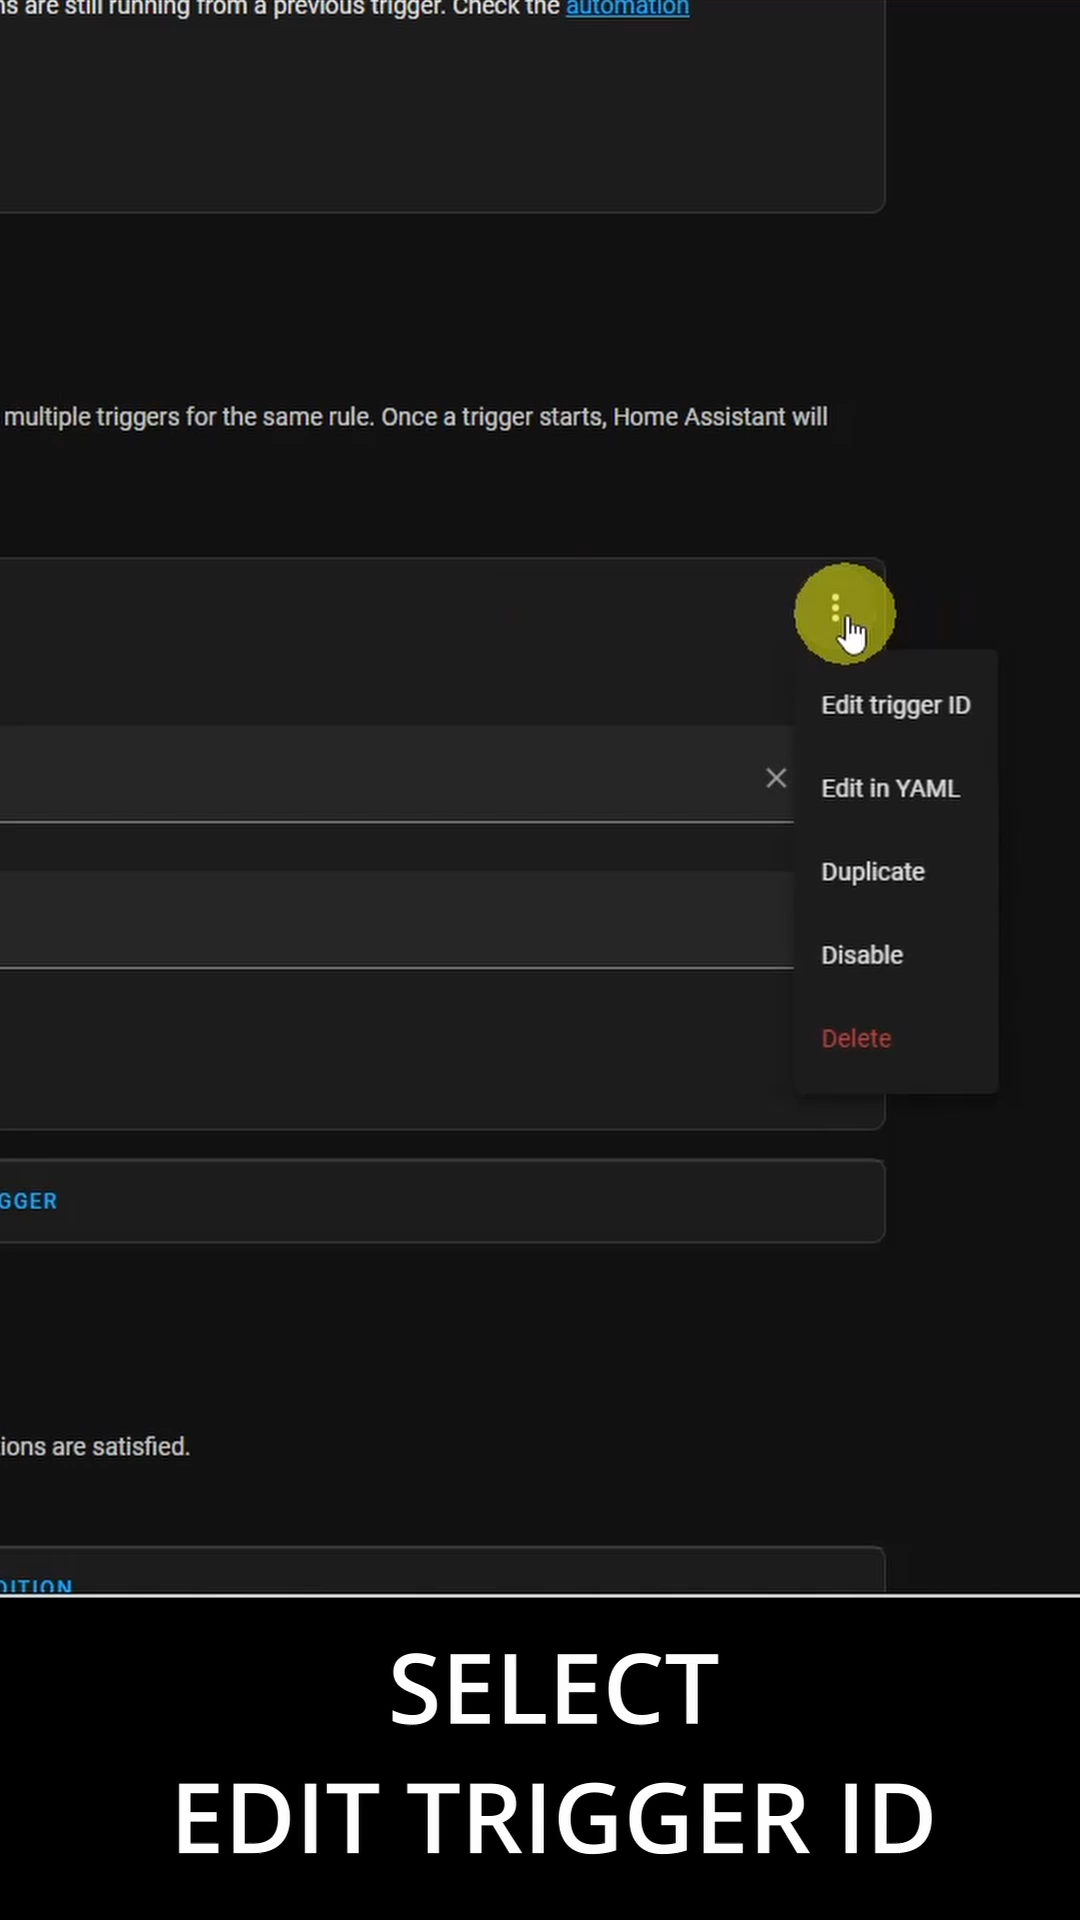 ns are still running from a previous trigger. Check the automation
multiple triggers for the same rule. Once a trigger starts, Home Assistant will
Edit trigger ID
Edit in YAML
Duplicate
Disable
Delete
GGER
ions are satisfied.
DITION
SELECT
EDIT TRIGGER ID